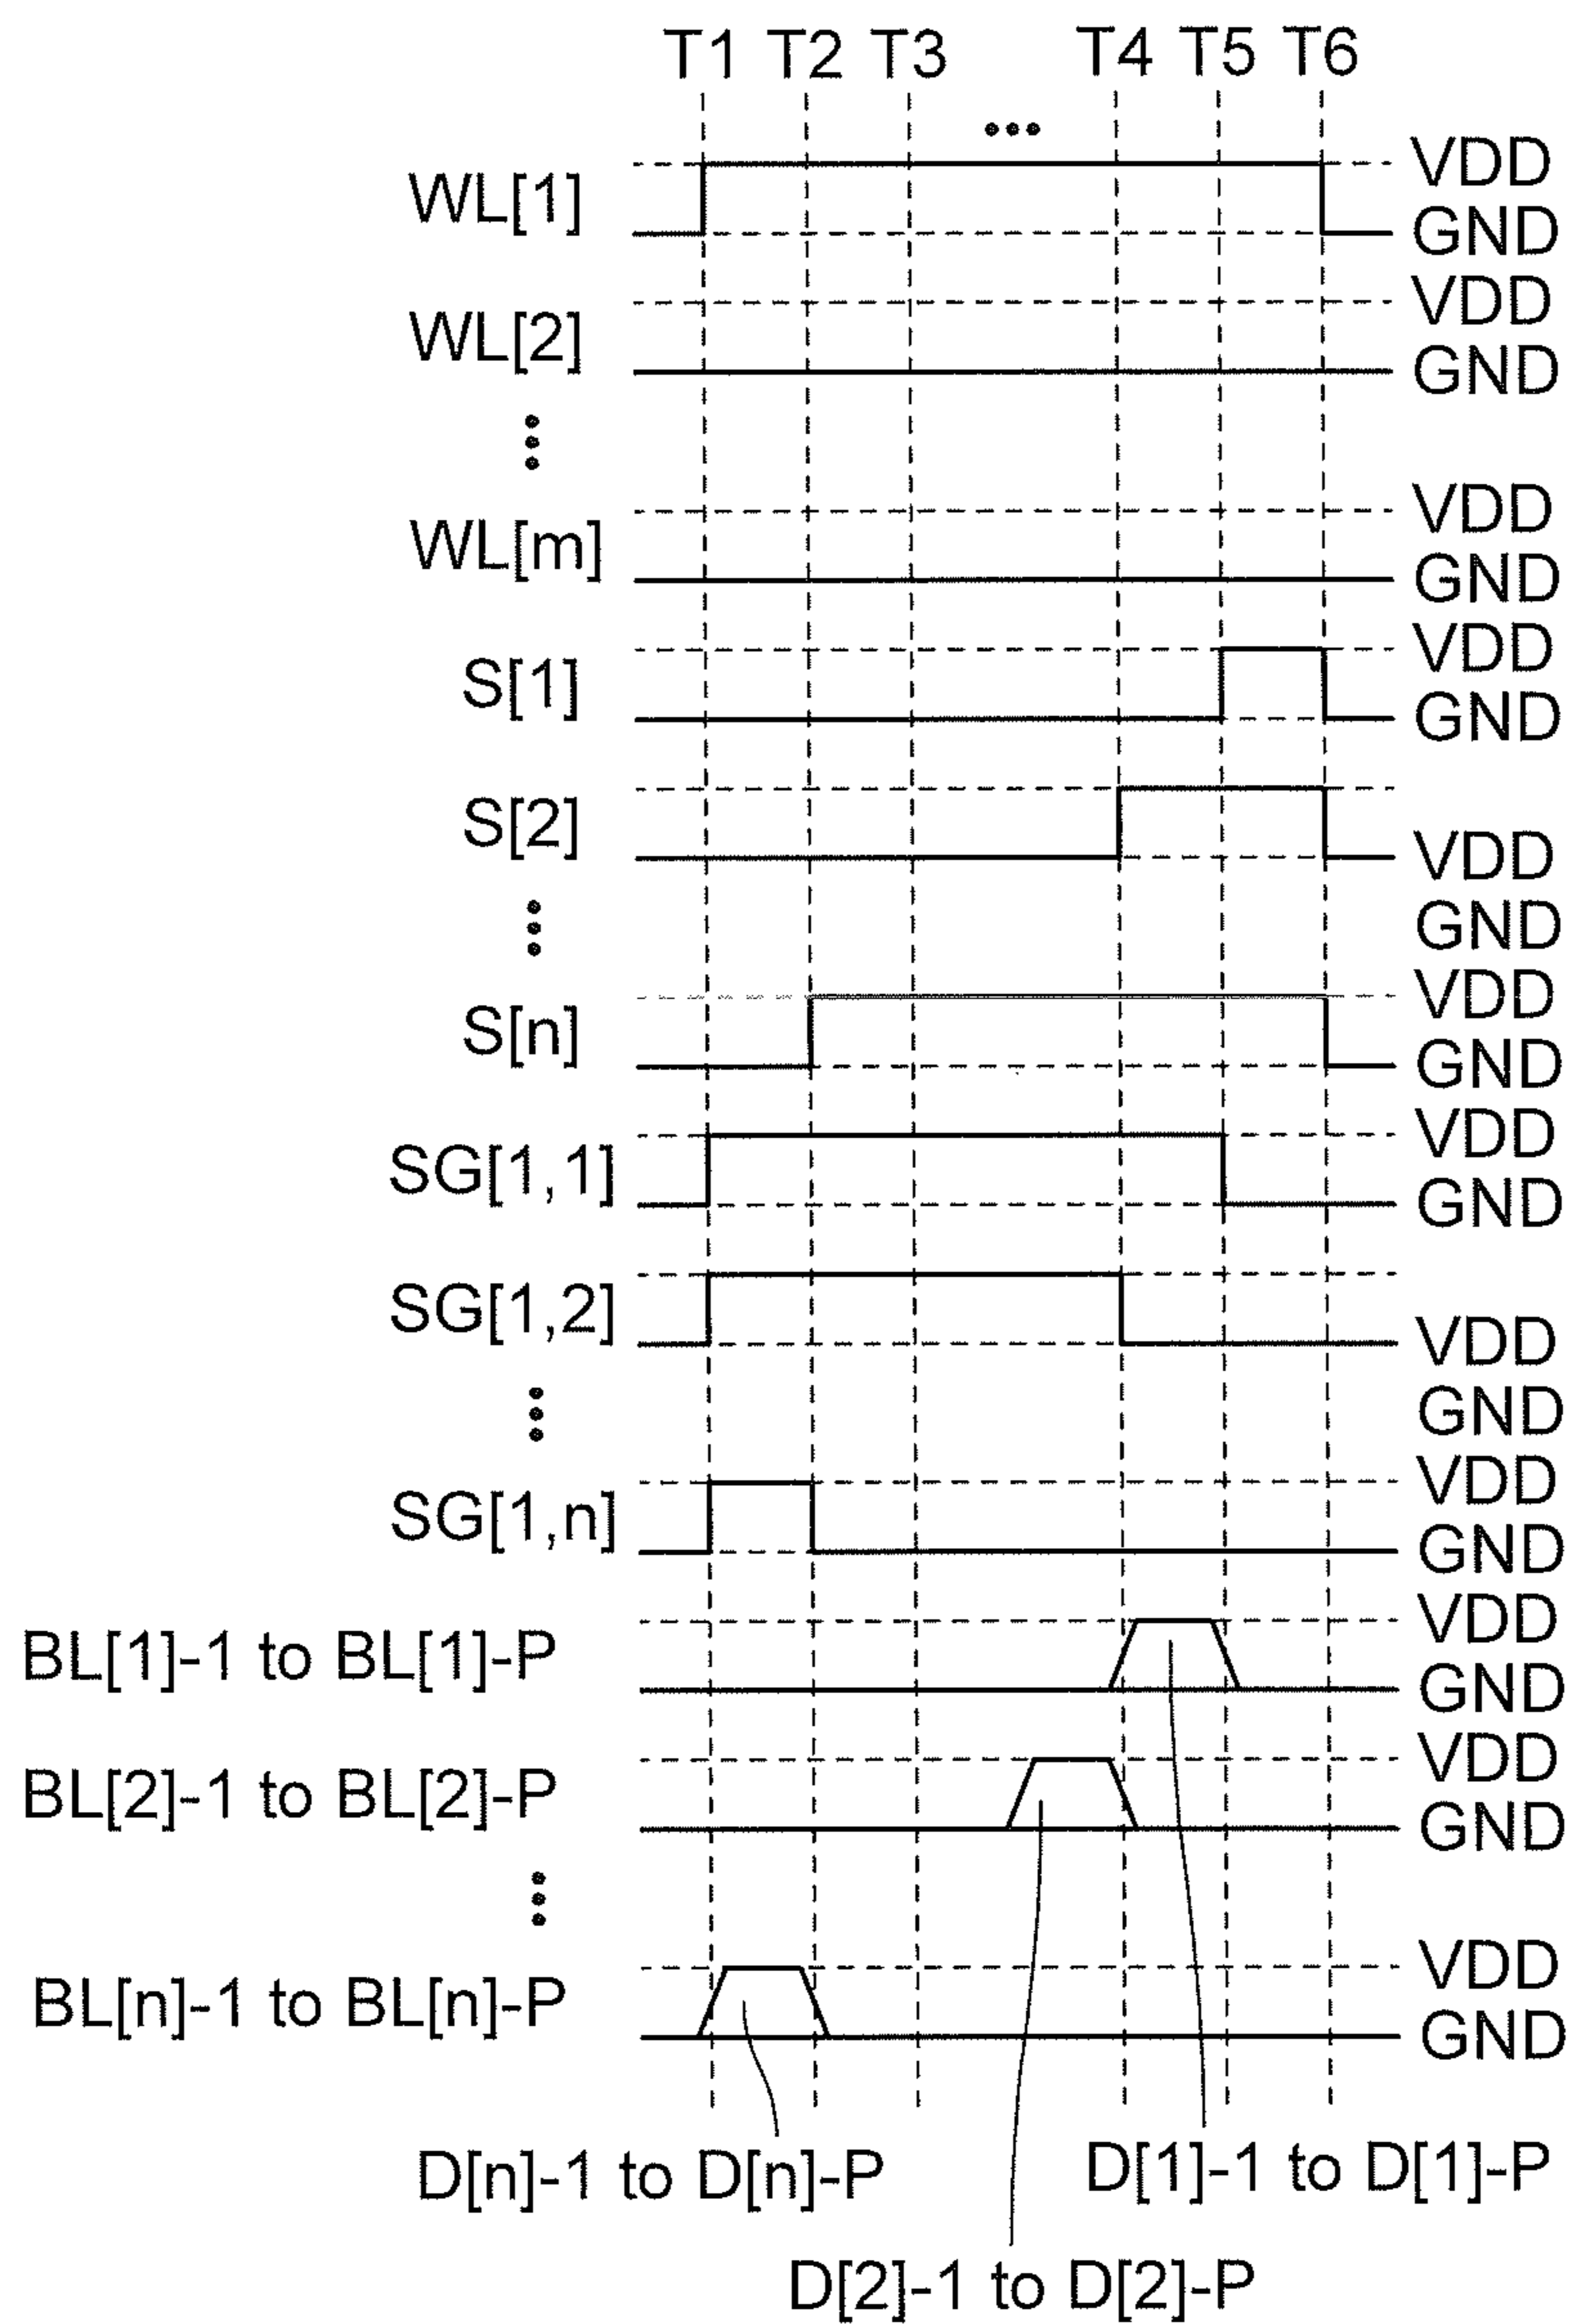 T1 T2 T3 ••• T4 T5 T6
WL[1] VDD
GND
WL[2] VDD
GND
WL[m] VDD
GND
S[1] VDD
GND
S[2] VDD
GND
S[n] VDD
GND
SG[1,1] VDD
GND
SG[1,2] VDD
GND
SG[1,n] VDD
GND
BL[1]-1 to BL[1]-P VDD
GND
BL[2]-1 to BL[2]-P VDD
GND
BL[n]-1 to BL[n]-P VDD
GND
D[n]-1 to D[n]-P D[1]-1 to D[1]-P
D[2]-1 to D[2]-P